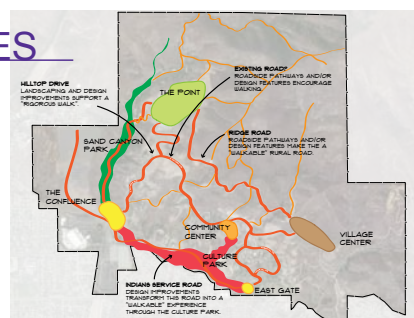 ES
HILLTOP DRIVE
LANDSCAPING AND DESIGN
IMPROVEMENTS SUPPORT A
"RIGOROUS WALK".
EXISTING ROAD?
ROADSIDE PATHWAYS AND/OR
DESIGN FEATURES ENCOURAGE
WALKING.
THE POINT
RIDGE ROAD
ROADSIDE PATHWAYS AND/OR
DESIGN FEATURES MAKE THE A
"WALKABLE" RURAL ROAD.
SAND CANYON
PARK
THE
CONFLUENCE
COMMUNITY
CENTER
VILLAGE
CENTER
CULTURE
PARK
INDIANS SERVICE ROAD
DESIGN IMPROVEMENTS
TRANSFORM THIS ROAD INTO A
"WALKABLE" EXPERIENCE
THROUGH THE CULTURE PARK.
EAST GATE